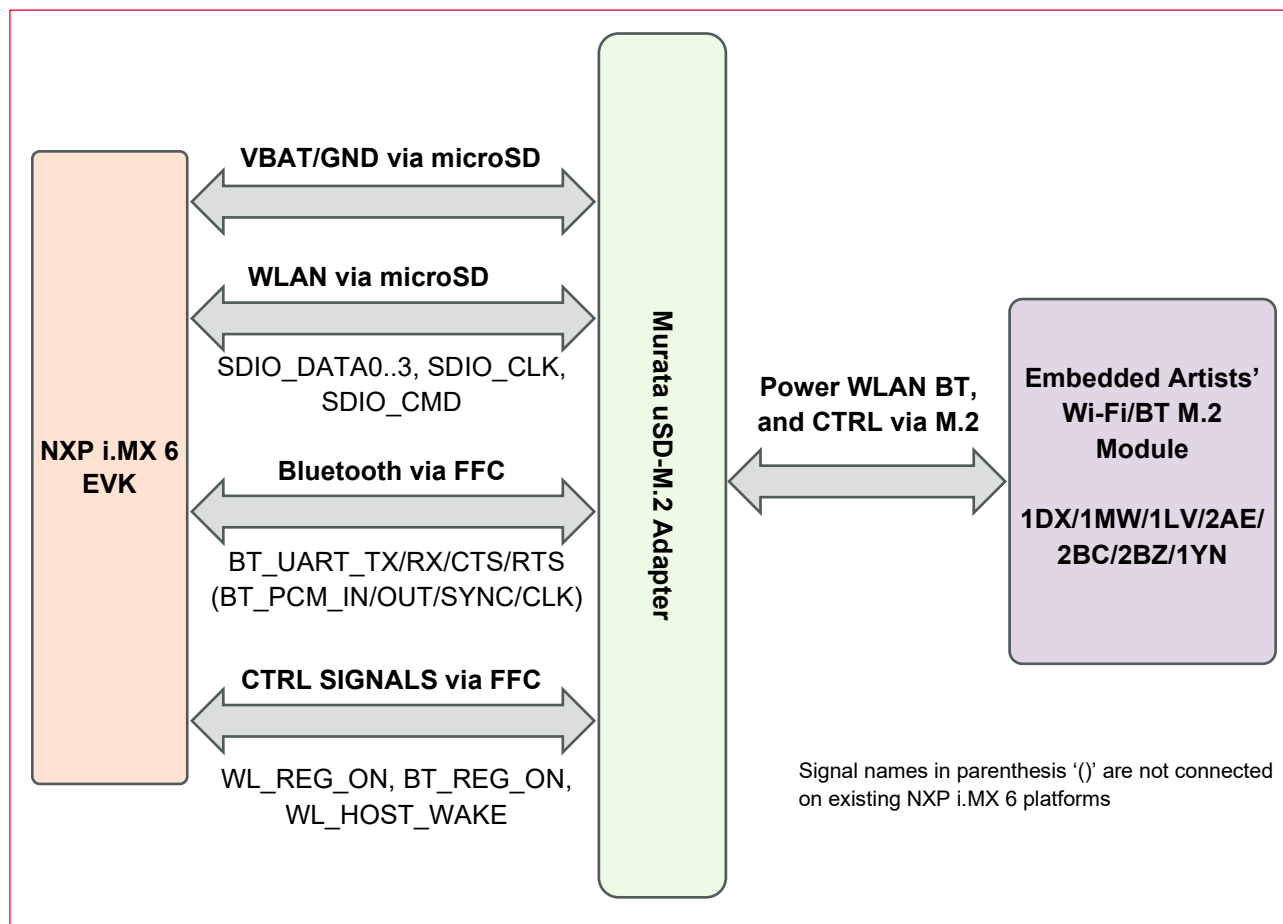 VBAT/GND via microSD
WLAN via microSD
SDIO_DATA0..3, SDIO_CLK,
SDIO_CMD
NXP i.MX 6
EVK
Bluetooth via FFC
BT_UART_TX/RX/CTS/RTS
(BT_PCM_IN/OUT/SYNC/CLK)
CTRL SIGNALS via FFC
WL_REG_ON, BT_REG_ON,
WL_HOST_WAKE
Murata uSD-M.2 Adapter
Power WLAN BT,
and CTRL via M.2
Embedded Artists’
Wi-Fi/BT M.2
Module
1DX/1MW/1LV/2AE/
2BC/2BZ/1YN
Signal names in parenthesis ‘()’ are not connected
on existing NXP i.MX 6 platforms